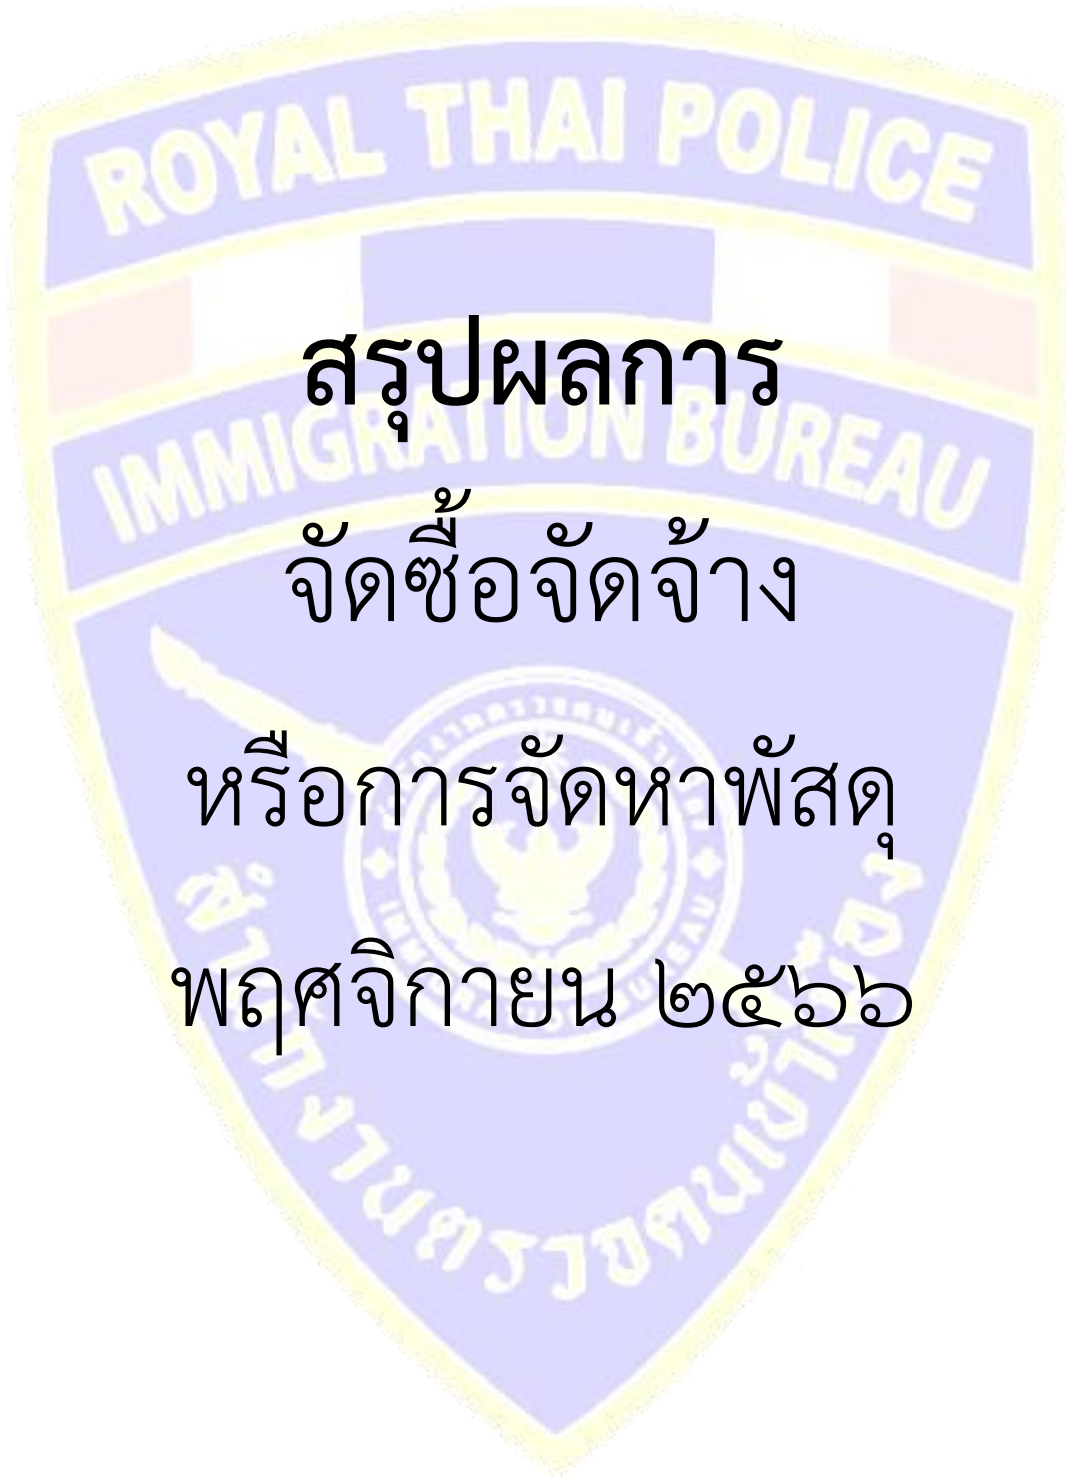 ROYAL THAI POLICE
สรุปผลการ
IMMIGRATION BUREAU
จัดซื้อจัดจ้าง
หรือการจัดหาพัสดุ
พฤศจิกายน ๒๕๖๖
สำนักงานตรวจคนเข้าเมือง